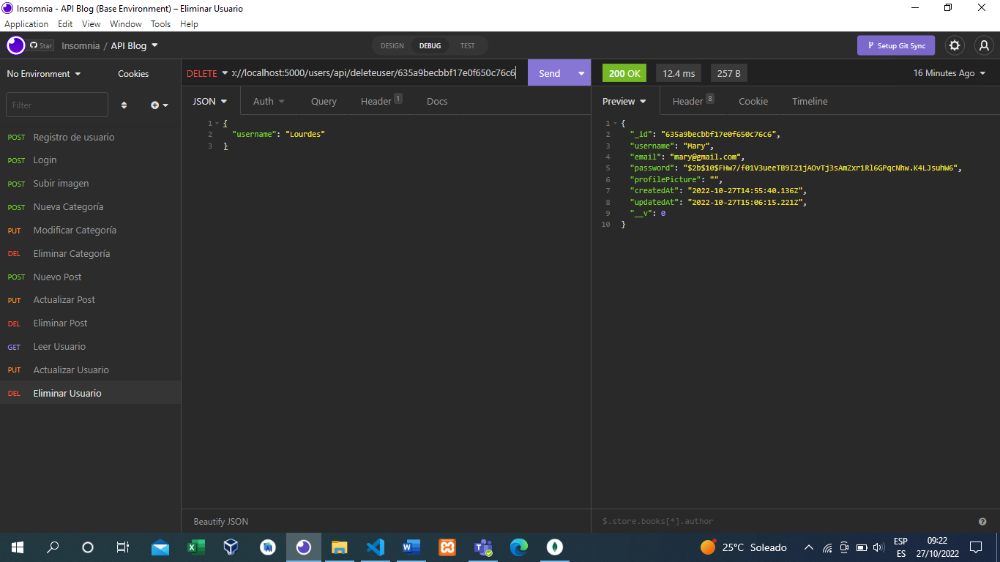 Insomnia - API Blog (Base Environment) – Eliminar Usuario
Application Edit View Window Tools Help
Star Insomnia / API Blog DESIGN DEBUG TEST Setup Git Sync
No Environment Cookies
DELETE p://localhost:5000/users/api/deleteuser/635a9becbbf17e0f650c76c6 Send
200 OK 12.4 ms 257 B 16 Minutes Ago
Filter
JSON Auth Query Header 1 Docs
Preview Header 8 Cookie Timeline
POST Registro de usuario
POST Login
POST Subir imagen
POST Nueva Categoría
PUT Modificar Categoría
DEL Eliminar Categoría
POST Nuevo Post
PUT Actualizar Post
DEL Eliminar Post
GET Leer Usuario
PUT Actualizar Usuario
DEL Eliminar Usuario
1 {
2 "username": "Lourdes"
3 }
1 {
2 "_id": "635a9becbbf17e0f650c76c6",
3 "username": "Mary",
4 "email": "mary@gmail.com",
5 "password": "$2b$10$FHw7/f01V3ueeTB9I21jAOvTj3sAmZxr1Rl6GPqcNhw.K4LJsuhW6",
6 "profilePicture": "",
7 "createdAt": "2022-10-27T14:55:40.136Z",
8 "updatedAt": "2022-10-27T15:06:15.221Z",
9 "__v": 0
10 }
Beautify JSON
$.store.books[*].author
25°C Soleado
ESP
ES
09:22
27/10/2022